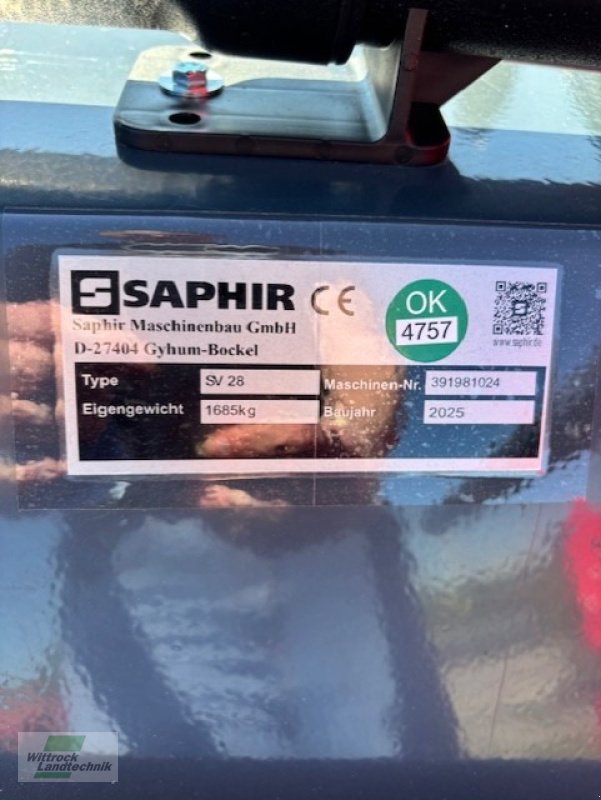 SAPHIR CE
Saphir Maschinenbau GmbH
D-27404 Gyhum-Bockel
OK
4757
www.saphir.de
Type SV 28 Maschinen-Nr. 391981024
Eigengewicht 1685kg Baujahr 2025
Wittrock
Landtechnik